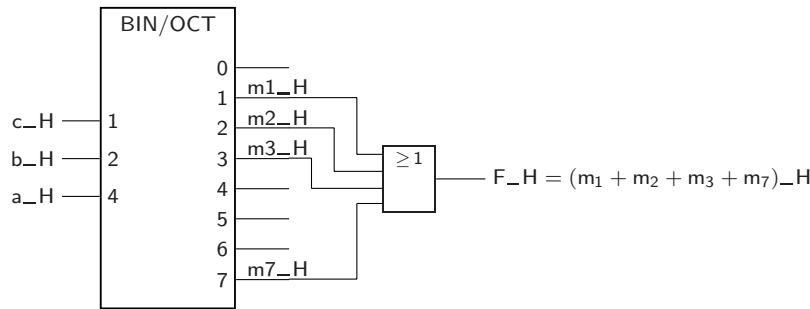 BIN/OCT
0
m1_H
1
c_H 1
m2_H
2
b_H 2
m3_H
3
≥1
F_H = (m₁ + m₂ + m₃ + m₇)_H
a_H 4
4
5
6
m7_H
7